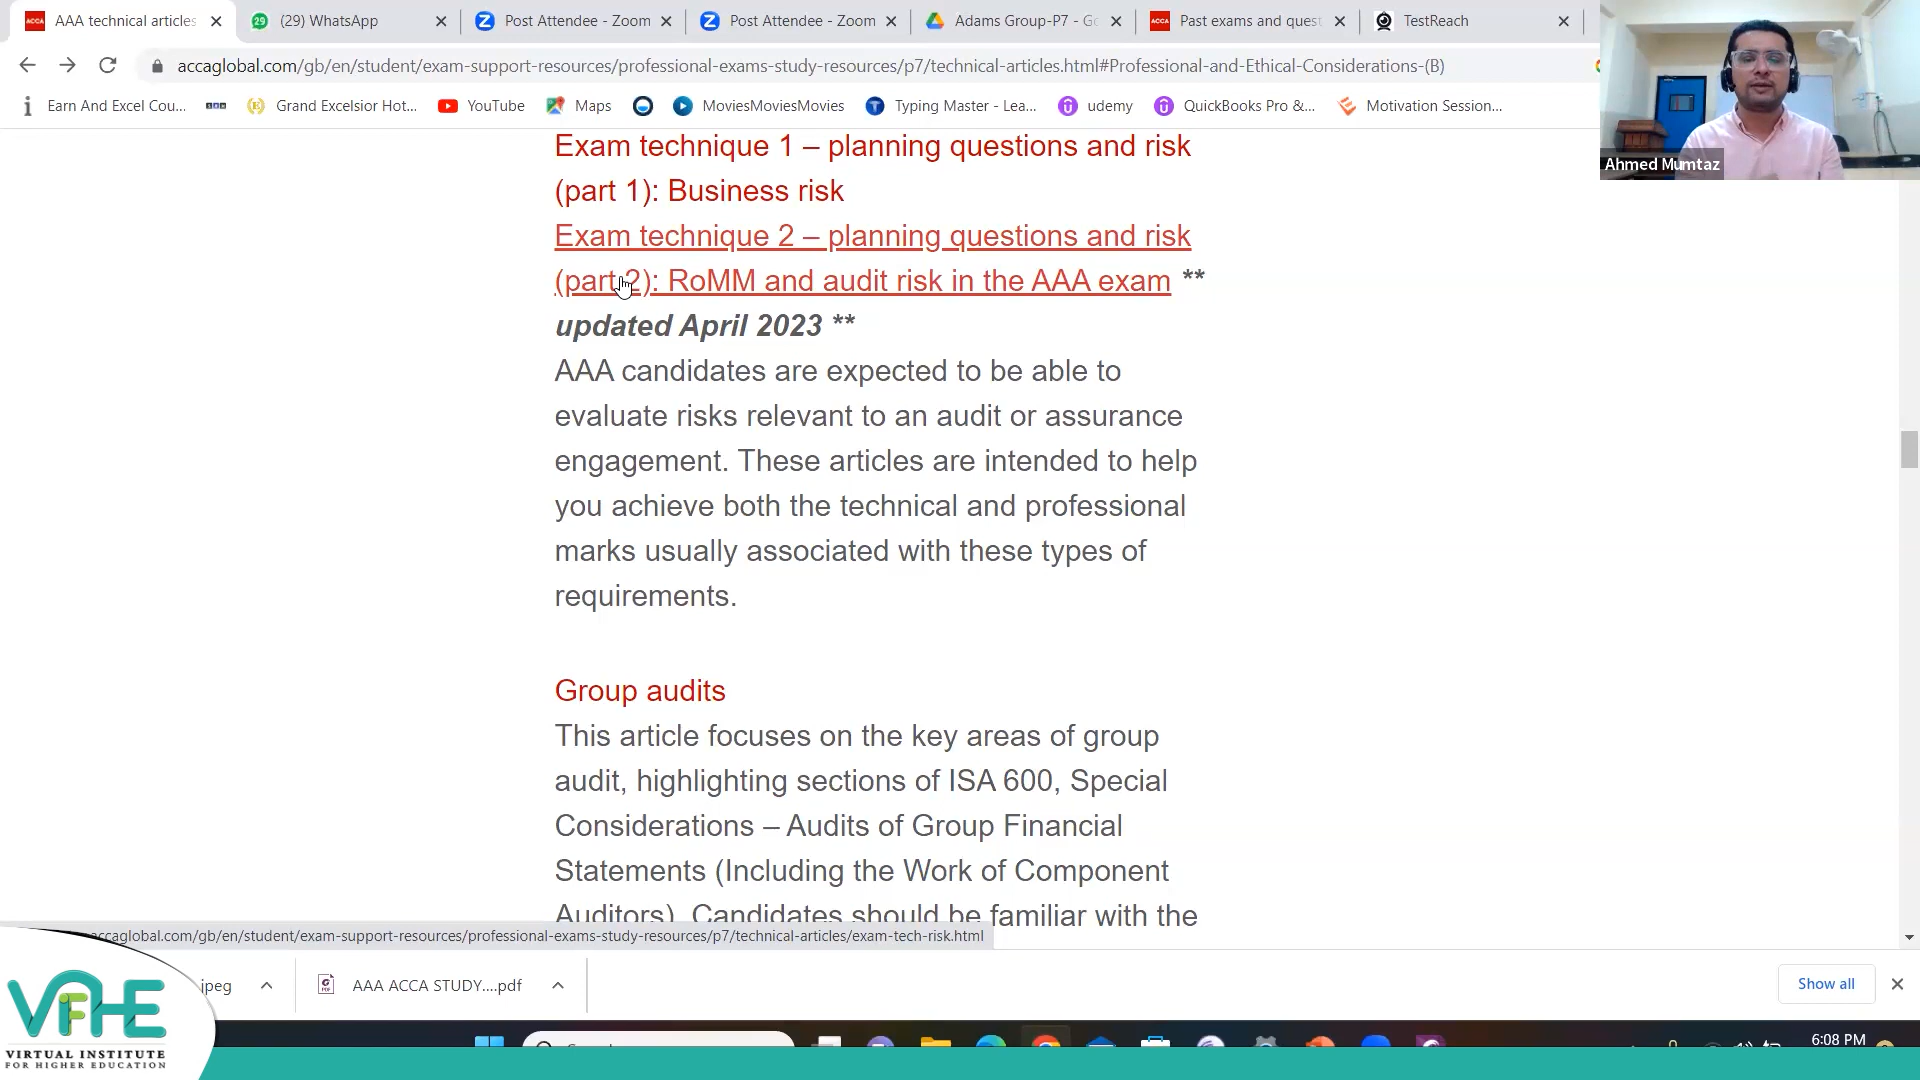 AAA technical articles
(29) WhatsApp
Post Attendee - Zoom
Post Attendee - Zoom
Adams Group-P7 - Ge
Past exams and quest
TestReach
accaglobal.com/gb/en/student/exam-support-resources/professional-exams-study-resources/p7/technical-articles.html#Professional-and-Ethical-Considerations-(B)
Earn And Excel Cou...
Grand Excelsior Hot...
YouTube
Maps
MoviesMoviesMovies
Typing Master - Lea...
udemy
QuickBooks Pro &...
Motivation Session...
Ahmed Mumtaz
Exam technique 1 – planning questions and risk
(part 1): Business risk
Exam technique 2 – planning questions and risk
(part 2): RoMM and audit risk in the AAA exam **
updated April 2023 **
AAA candidates are expected to be able to
evaluate risks relevant to an audit or assurance
engagement. These articles are intended to help
you achieve both the technical and professional
marks usually associated with these types of
requirements.
Group audits
This article focuses on the key areas of group
audit, highlighting sections of ISA 600, Special
Considerations – Audits of Group Financial
Statements (Including the Work of Component
Auditors). Candidates should be familiar with the
accaglobal.com/gb/en/student/exam-support-resources/professional-exams-study-resources/p7/technical-articles/exam-tech-risk.html
jpeg
AAA ACCA STUDY....pdf
Show all
VFHE
VIRTUAL INSTITUTE
FOR HIGHER EDUCATION
6:08 PM